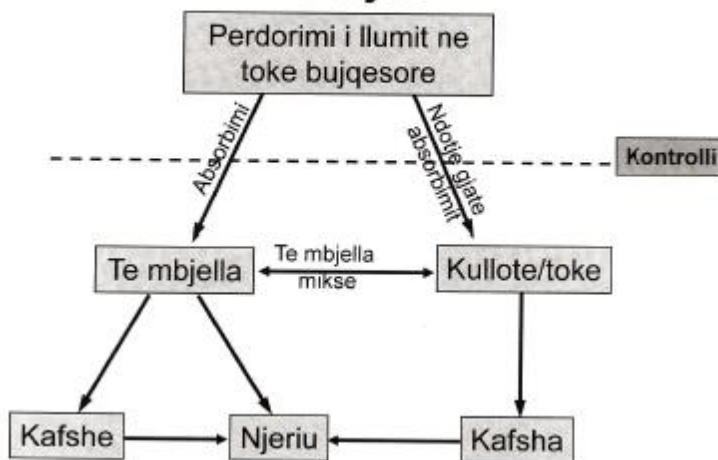 Perdorimi i llumit ne
toke bujqesore
Absorbimi
Ndotje gjate
absorbimit
Kontrolli
Te mbjella
Te mbjella
mikse
Kullote/toke
Kafshe
Njeriu
Kafsha